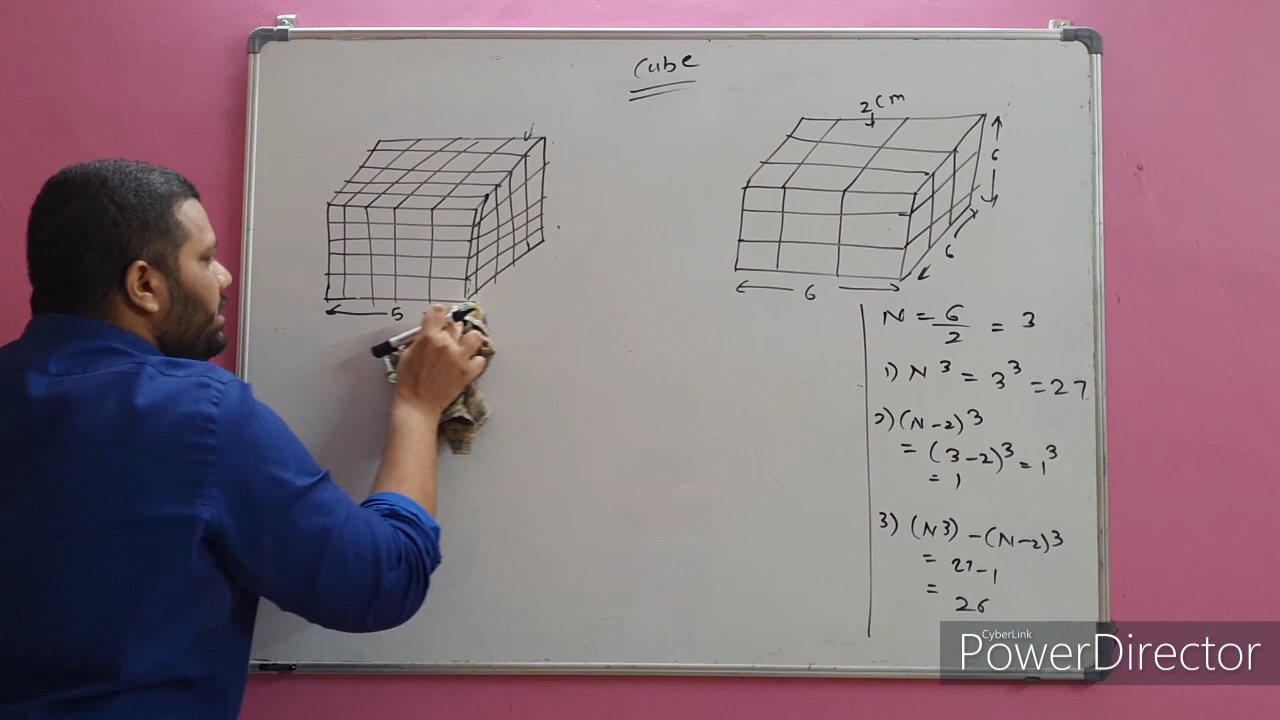 Cube
2cm
6
6
6
5
N = 6/2 = 3
1) N³ = 3³ = 27
2) (N-2)³
= (3-2)³ = 1³
= 1
3) (N3) - (N-2)³
= 27-1
=
26
CyberLink
PowerDirector